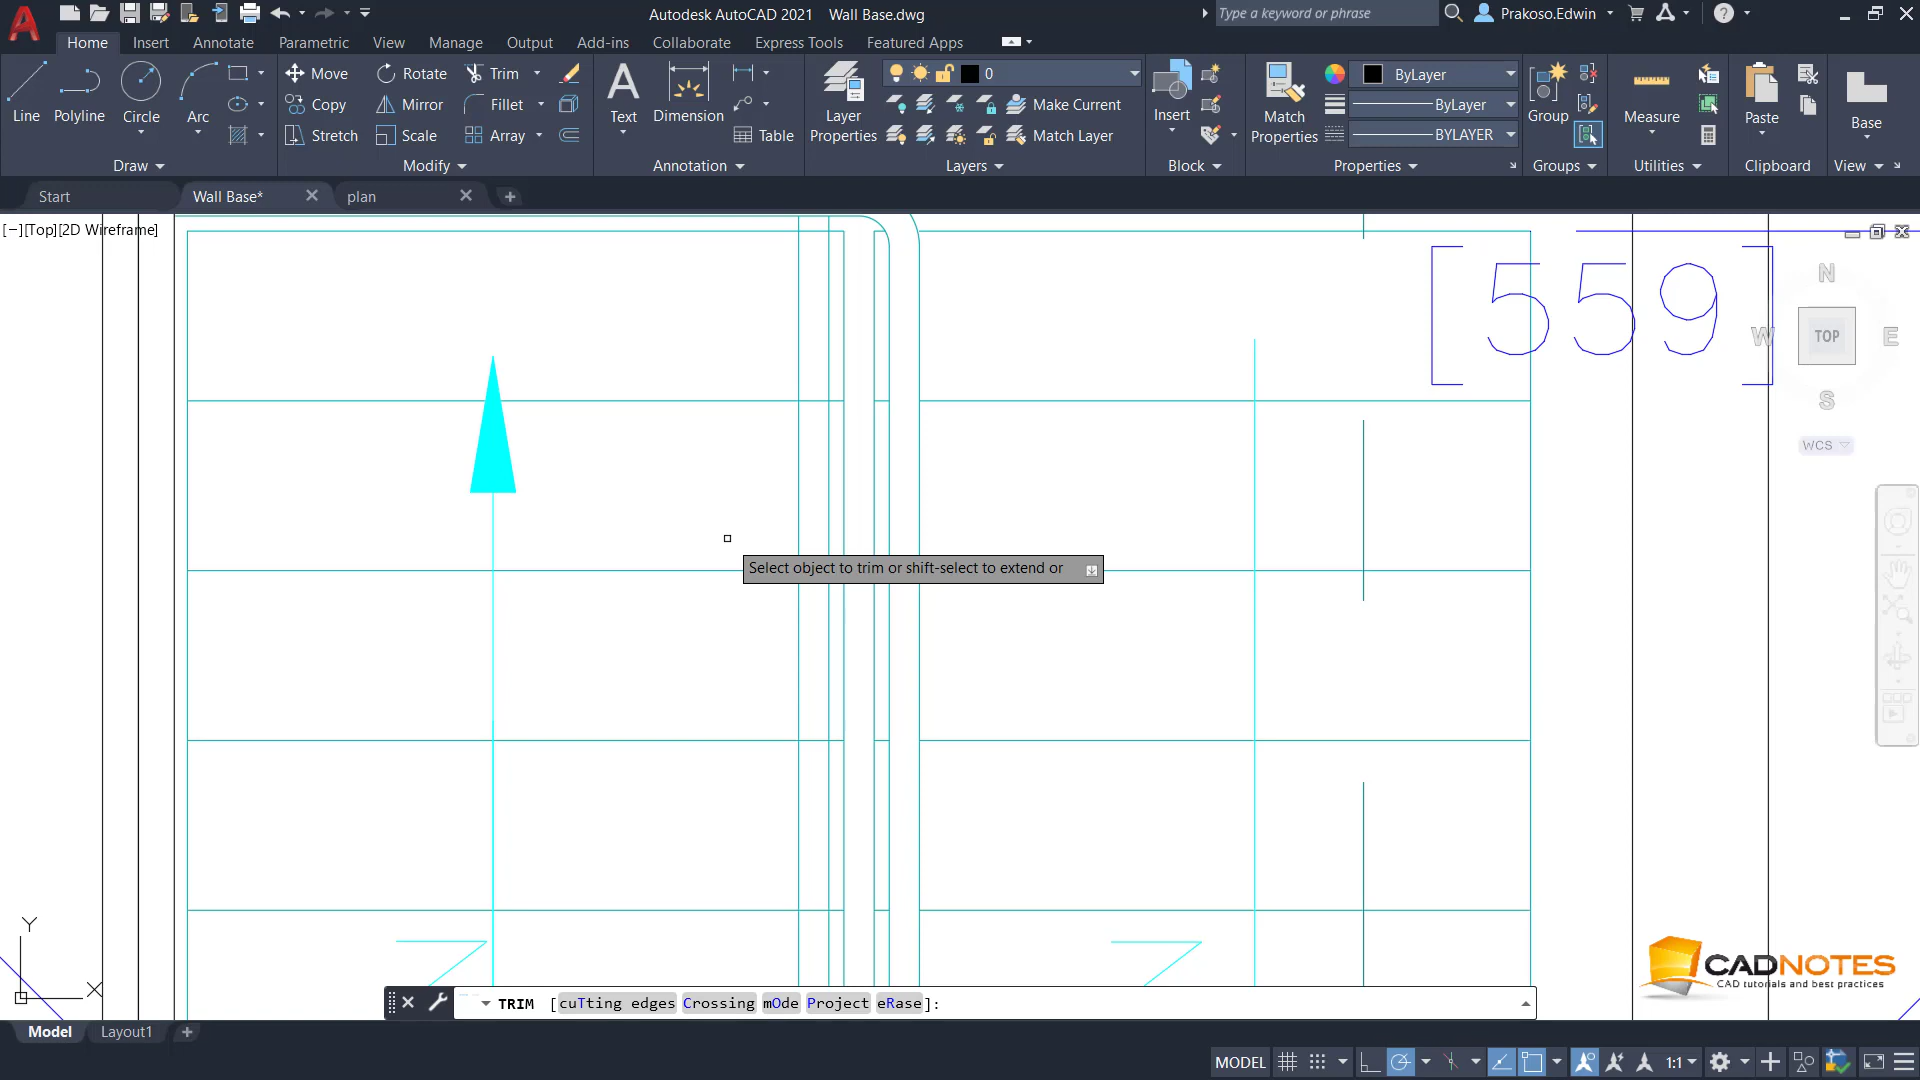 Autodesk AutoCAD 2021 Wall Base.dwg
Type a keyword or phrase
Prakoso.Edwin
Home Insert Annotate Parametric View Manage Output Add-ins Collaborate Express Tools Featured Apps
Line Polyline Circle Arc
Draw
Move Rotate Trim
Copy Mirror Fillet
Stretch Scale Array
Modify
Text Dimension Table
Annotation
Layer Properties
0
Make Current
Match Layer
Layers
Insert
Block
Match Properties
ByLayer
ByLayer
BYLAYER
Properties
Group
Groups
Measure
Utilities
Paste
Clipboard
Base
View
Start Wall Base* plan
[−][Top][2D Wireframe]
[559]
N
W TOP E
S
WCS
Select object to trim or shift-select to extend or
Y
X
CADNOTES
CAD tutorials and best practices
TRIM [cuTting edges Crossing mOde Project eRase]:
Model Layout1
MODEL 1:1